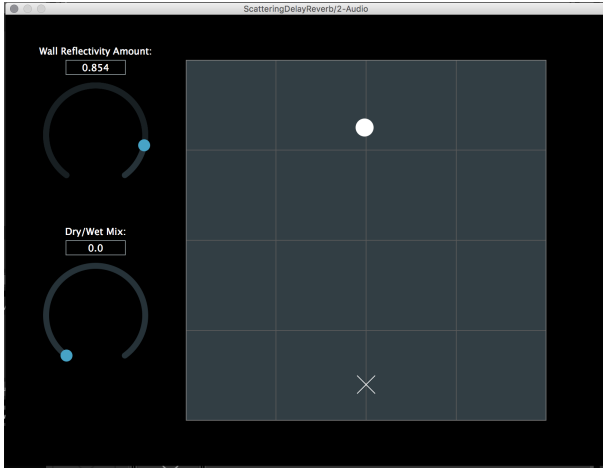 ScatteringDelayReverb/2-Audio
Wall Reflectivity Amount:
0.854
Dry/Wet Mix:
0.0